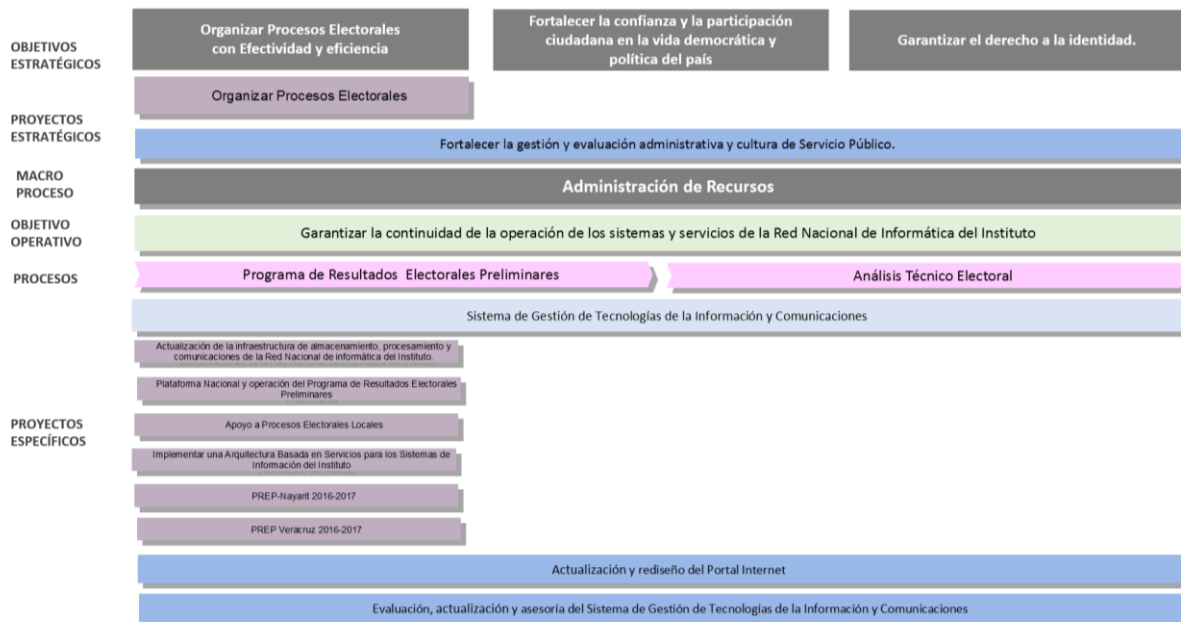 OBJETIVOS
ESTRATÉGICOS
Organizar Procesos Electorales
con Efectividad y eficiencia
Fortalecer la confianza y la participación
ciudadana en la vida democrática y
política del país
Garantizar el derecho a la identidad.
PROYECTOS
ESTRATÉGICOS
Organizar Procesos Electorales
Fortalecer la gestión y evaluación administrativa y cultura de Servicio Público.
MACRO
PROCESO
Administración de Recursos
OBJETIVO
OPERATIVO
Garantizar la continuidad de la operación de los sistemas y servicios de la Red Nacional de Informática del Instituto
PROCESOS
Programa de Resultados Electorales Preliminares
Análisis Técnico Electoral
Sistema de Gestión de Tecnologías de la Información y Comunicaciones
PROYECTOS
ESPECÍFICOS
Actualización de la infraestructura de almacenamiento, procesamiento y
comunicaciones de la Red Nacional de informática del Instituto.
Plataforma Nacional y operación del Programa de Resultados Electorales
Preliminares
Apoyo a Procesos Electorales Locales
Implementar una Arquitectura Basada en Servicios para los Sistemas de
Información del Instituto
PREP-Nayarit 2016-2017
PREP Veracruz 2016-2017
Actualización y rediseño del Portal Internet
Evaluación, actualización y asesoría del Sistema de Gestión de Tecnologías de la Información y Comunicaciones